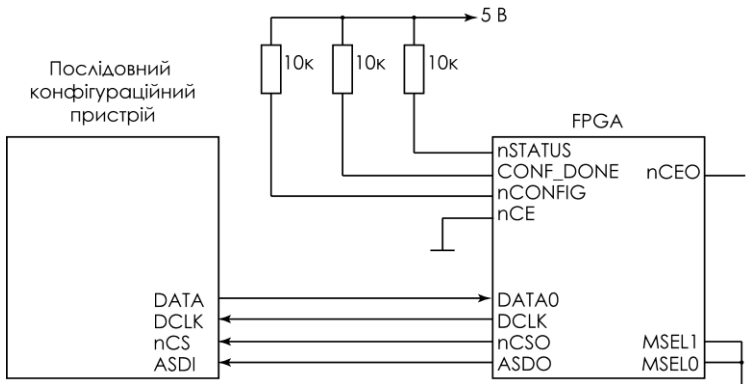 5 В
10к
10к
10к
Послідовний
конфігураційний
пристрій
FPGA
nSTATUS
CONF_DONE
nCEO
nCONFIG
nCE
DATA
DATA0
DCLK
DCLK
nCS
nCSO
MSEL1
ASDI
ASDO
MSEL0